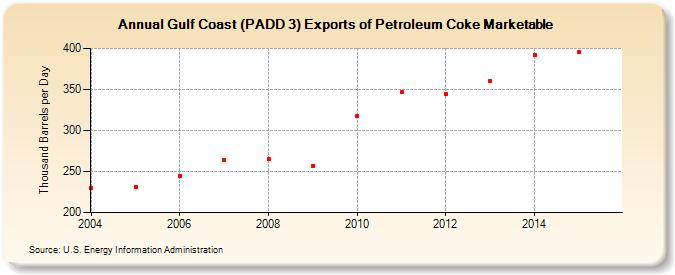 Annual Gulf Coast (PADD 3) Exports of Petroleum Coke Marketable
Thousand Barrels per Day
400
350
300
250
200
2004 2006 2008 2010 2012 2014
Source: U.S. Energy Information Administration